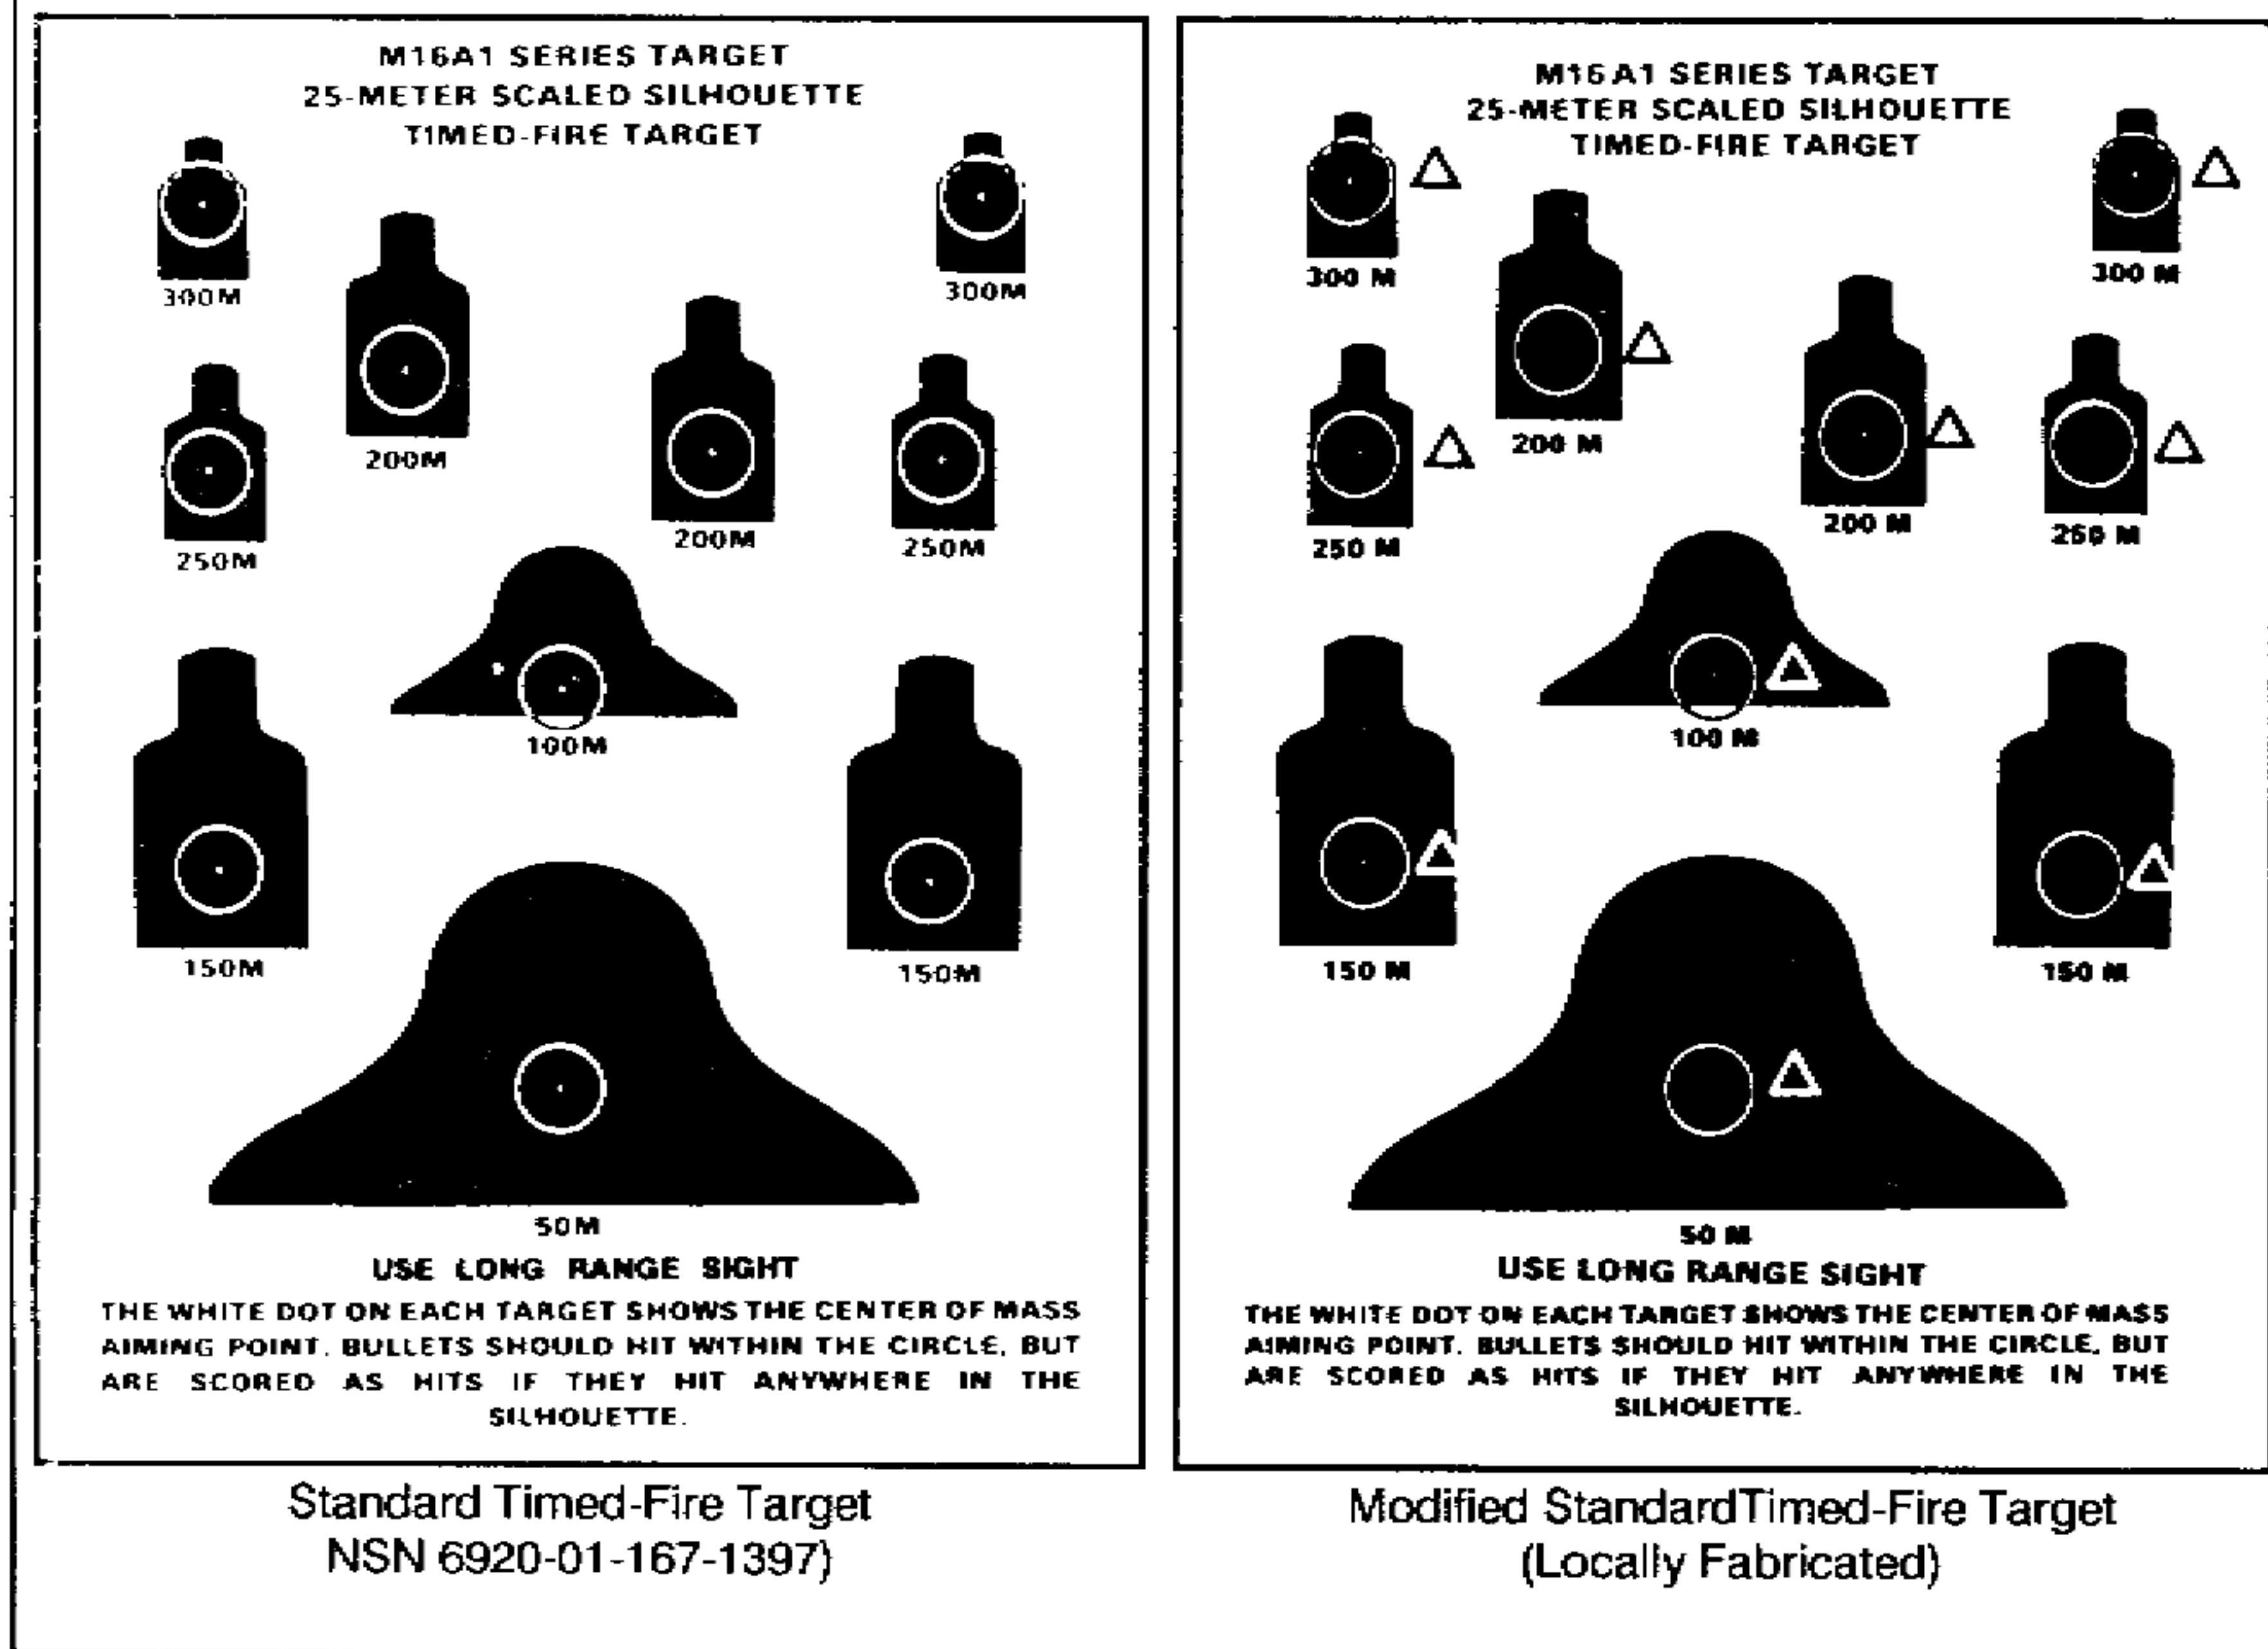 M16A1 SERIES TARGET
25-METER SCALED SILHOUETTE
TIMED-FIRE TARGET
300M
300M
200M
200M
250M
250M
100M
150M
150M
50M
USE LONG RANGE SIGHT
THE WHITE DOT ON EACH TARGET SHOWS THE CENTER OF MASS
AIMING POINT. BULLETS SHOULD HIT WITHIN THE CIRCLE, BUT
ARE SCORED AS HITS IF THEY HIT ANYWHERE IN THE
SILHOUETTE.
Standard Timed-Fire Target
NSN 6920-01-167-1397)
M16A1 SERIES TARGET
25-METER SCALED SILHOUETTE
TIMED-FIRE TARGET
300 M
300 M
200 M
200 M
250 M
250 M
100 M
150 M
150 M
50 M
USE LONG RANGE SIGHT
THE WHITE DOT ON EACH TARGET SHOWS THE CENTER OF MASS
AIMING POINT. BULLETS SHOULD HIT WITHIN THE CIRCLE, BUT
ARE SCORED AS HITS IF THEY HIT ANYWHERE IN THE
SILHOUETTE.
Modified StandardTimed-Fire Target
(Locally Fabricated)